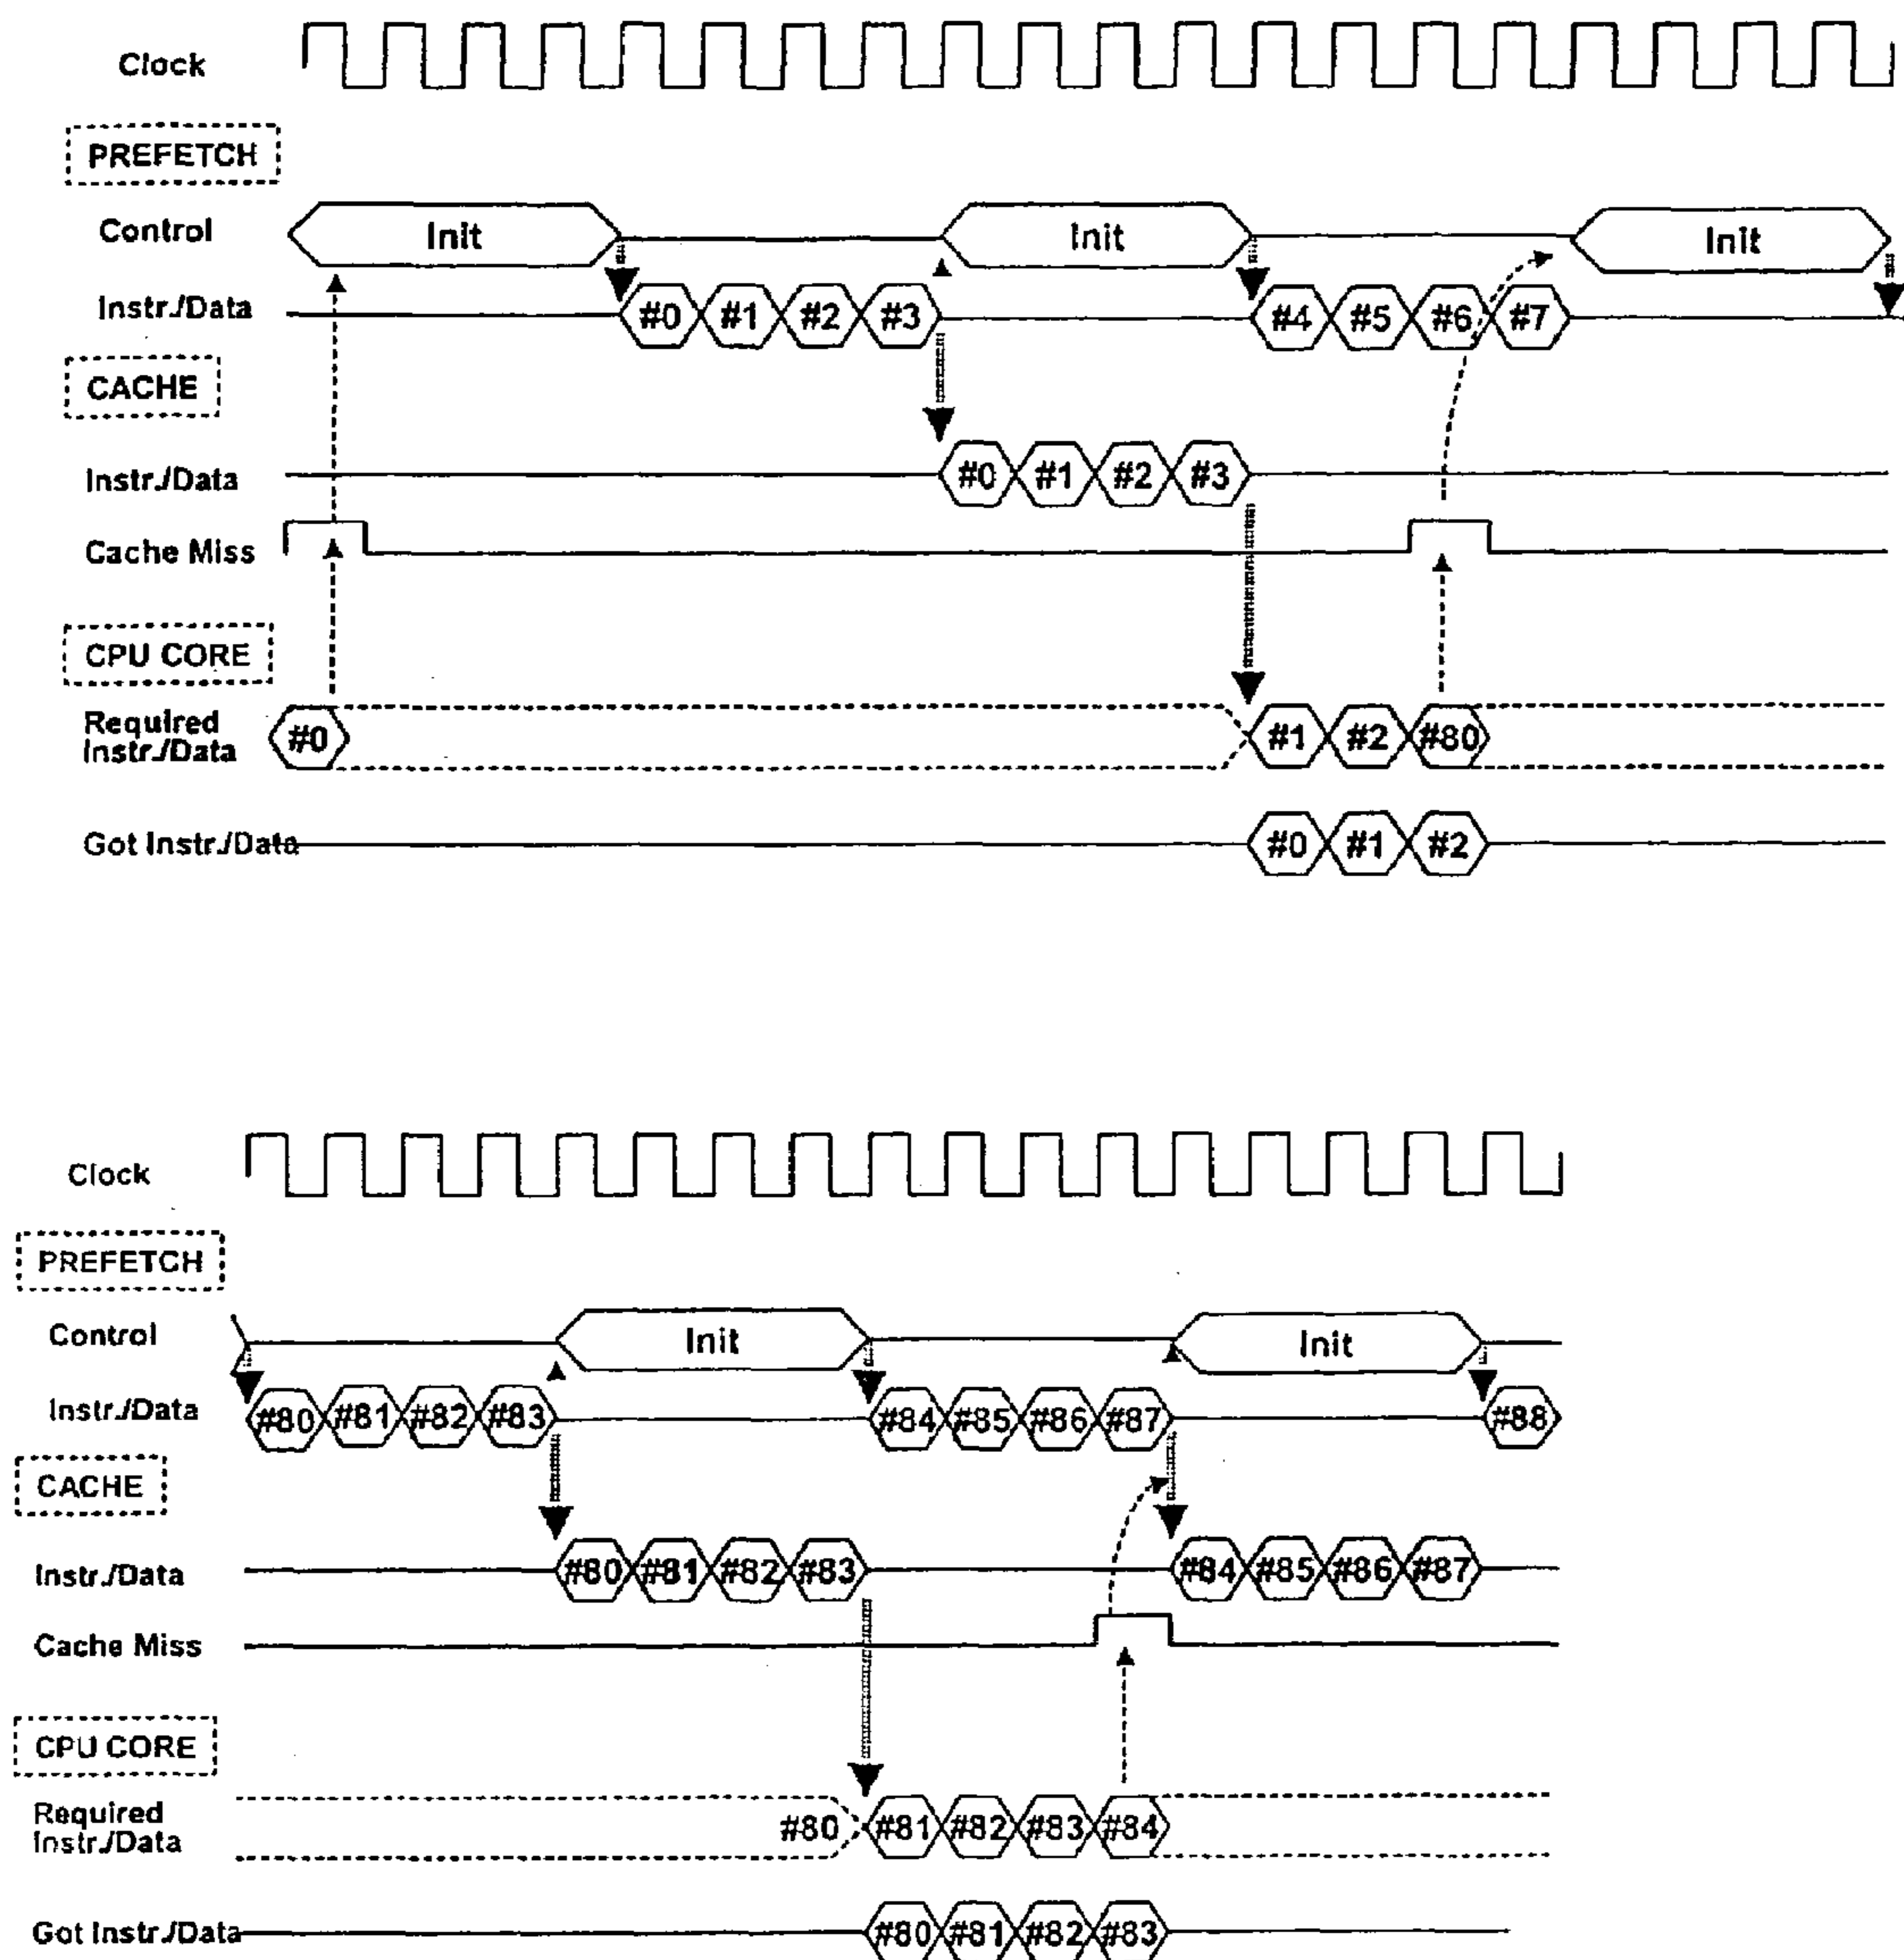 Clock
PREFETCH
Control Init Init Init
Instr./Data #0 #1 #2 #3 #4 #5 #6 #7
CACHE
Instr./Data #0 #1 #2 #3
Cache Miss
CPU CORE
Required
Instr./Data #0 #1 #2 #80
Got Instr./Data #0 #1 #2
Clock
PREFETCH
Control Init Init
Instr./Data #80 #81 #82 #83 #84 #85 #86 #87 #88
CACHE
Instr./Data #80 #81 #82 #83 #84 #85 #86 #87
Cache Miss
CPU CORE
Required
Instr./Data #80 #81 #82 #83 #84
Got Instr./Data #80 #81 #82 #83